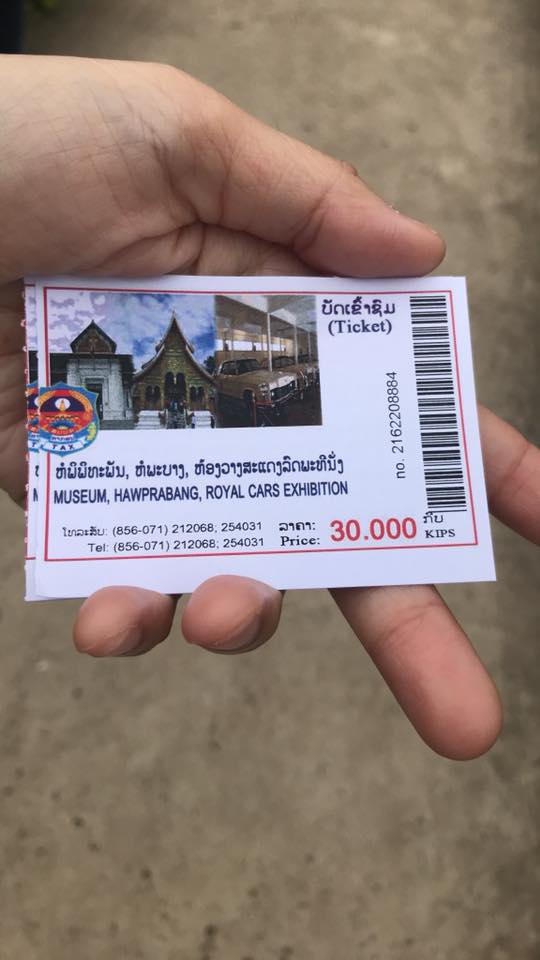 ບັດເຂົ້າຊົມ
(Ticket)
no. 2162208884
TAX
ຫໍພິພິທະພັນ, ຫໍພະບາງ, ຫ້ອງວາງສະແດງລົດພະທີ່ນັ່ງ
MUSEUM, HAWPRABANG, ROYAL CARS EXHIBITION
ໂທລະສັບ: (856-071) 212068; 254031
Tel: (856-071) 212068; 254031
ລາຄາ:
Price:
30.000
ກີບ
KIPS